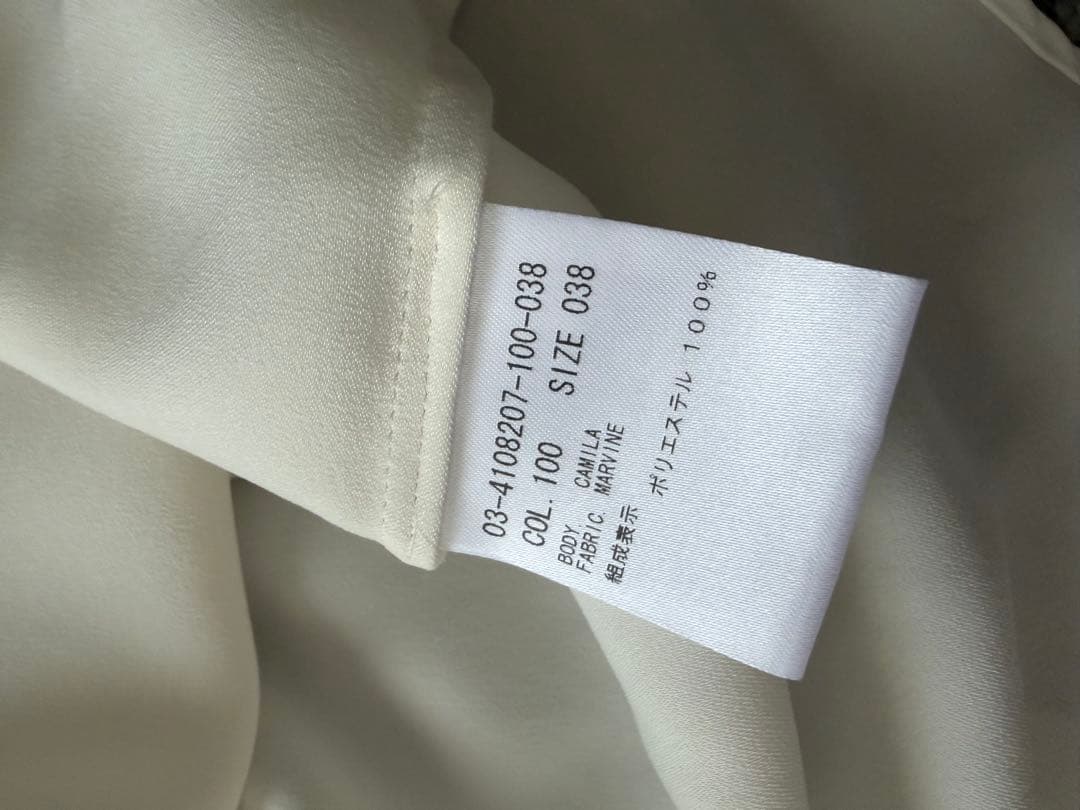 03-4108207-100-038
COL. 100 SIZE 038
BODY. CAMILA
FABRIC. MARVINE
組成表示
ポリエステル 100%